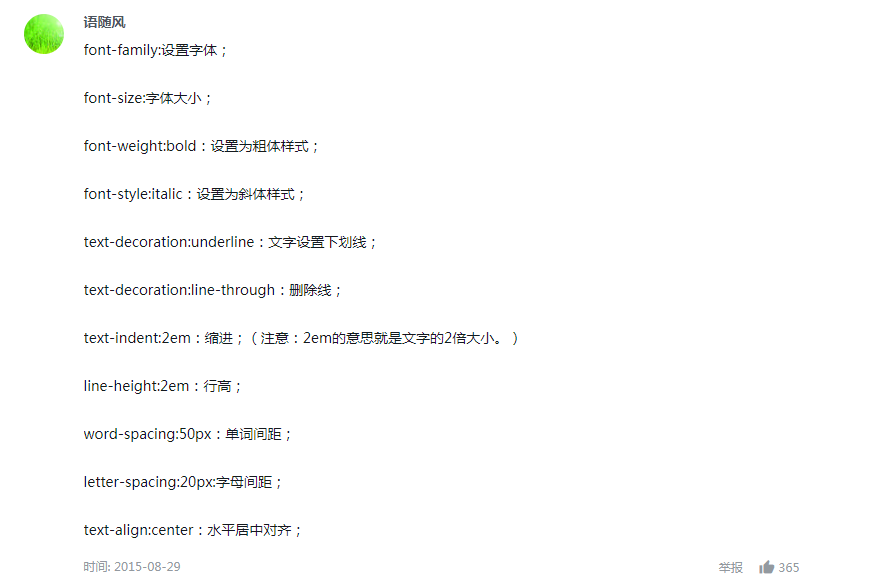 语随风
font-family:设置字体；
font-size:字体大小；
font-weight:bold：设置为粗体样式；
font-style:italic：设置为斜体样式；
text-decoration:underline：文字设置下划线；
text-decoration:line-through：删除线；
text-indent:2em：缩进；（注意：2em的意思就是文字的2倍大小。）
line-height:2em：行高；
word-spacing:50px：单词间距；
letter-spacing:20px:字母间距；
text-align:center：水平居中对齐；
时间: 2015-08-29 举报 365